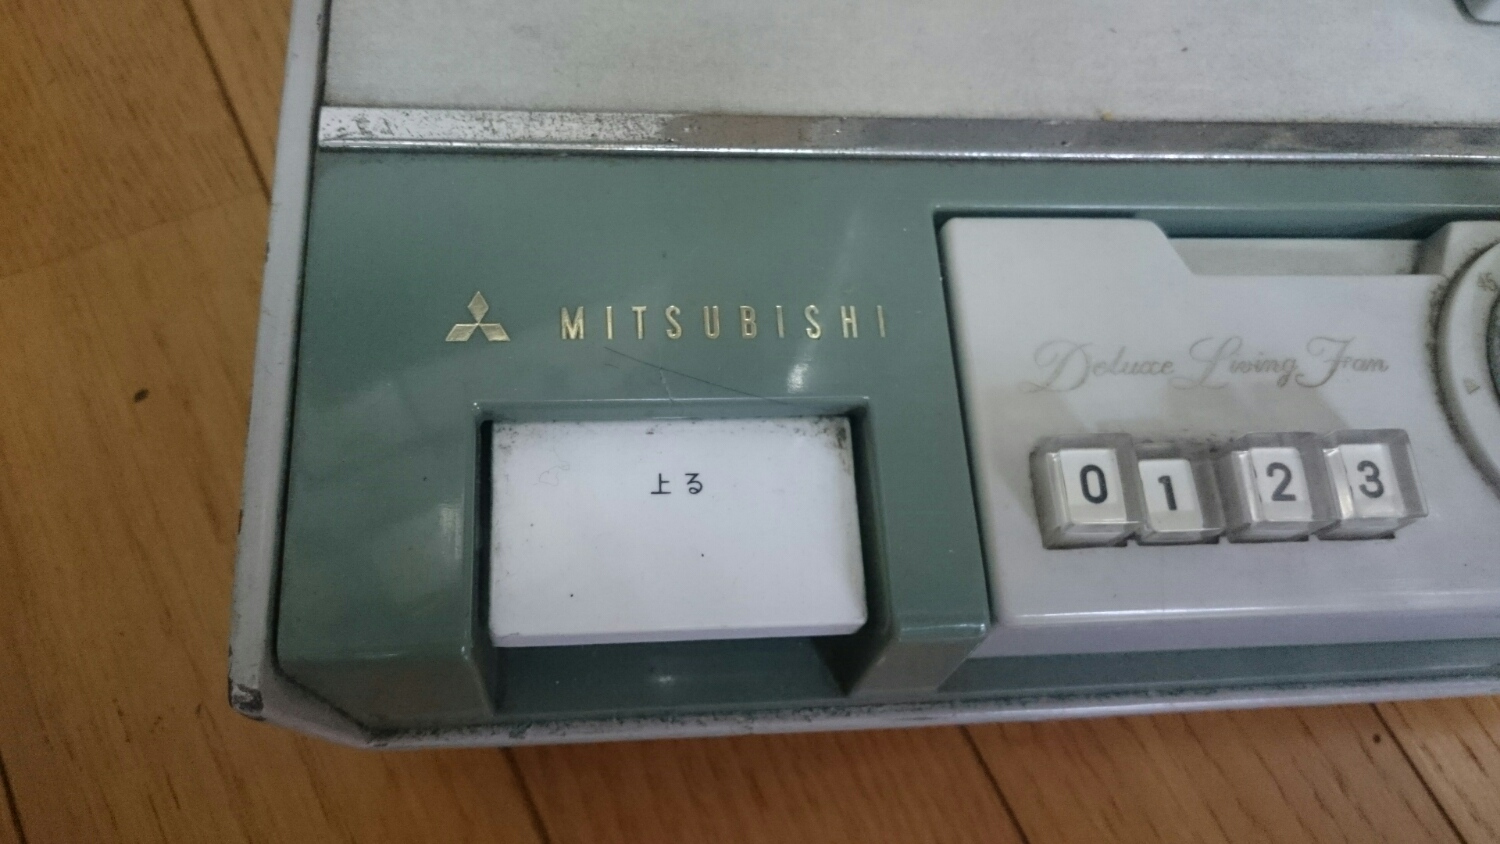 MITSUBISHI
Deluxe Living Fan
上る
0 1 2 3